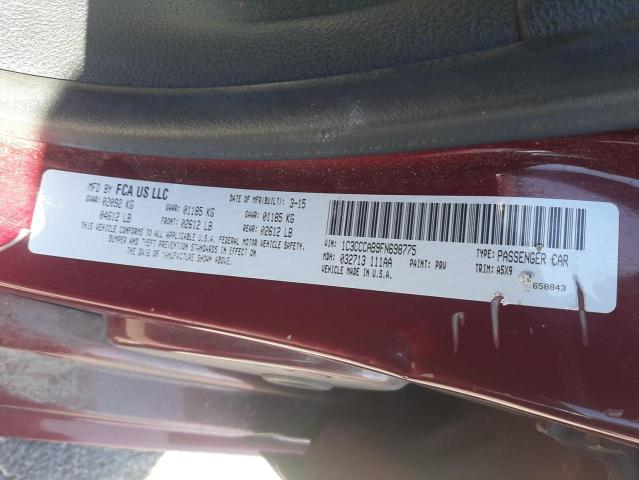 MFD BY FCA US LLC
DATE OF MFR(BUILT): 3-15
GVWR: 02092 KG
GAWR: 01185 KG
GAWR: 01185 KG
04612 LB
FRONT: 02612 LB
REAR: 02612 LB
THIS VEHICLE CONFORMS TO ALL APPLICABLE U.S.A. FEDERAL MOTOR VEHICLE SAFETY,
BUMPER AND THEFT PREVENTION STANDARDS IN EFFECT ON
THE DATE OF MANUFACTURE SHOWN ABOVE.
VIN: 1C3CCCAB9FN698775
TYPE: PASSENGER CAR
MDH: 032713 111AA
PAINT: PRV
TRIM: A5X9
VEHICLE MADE IN U.S.A.
658843